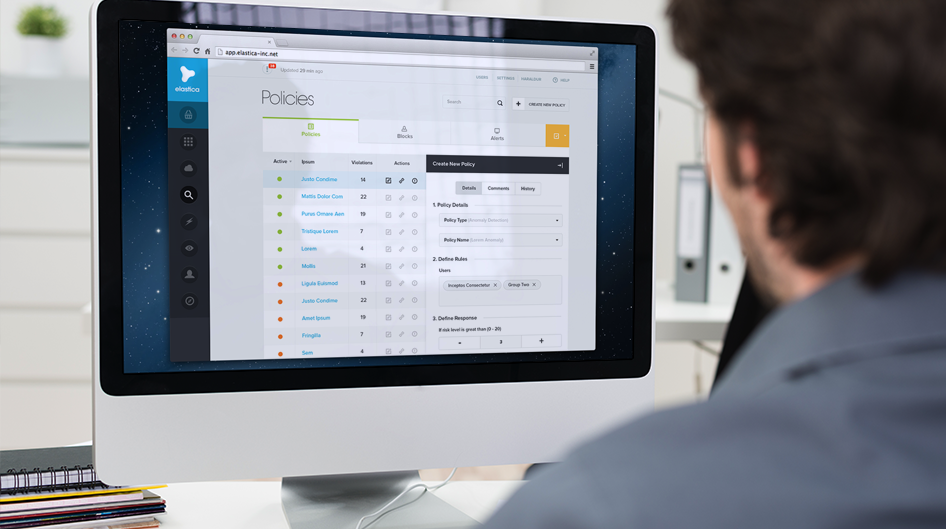 app.elastica-inc.net
Updated 29 min ago
USERS SETTINGS HELP
elastica
Policies
Search
CREATE NEW POLICY
Policies Blocks Alerts
Active Ipsum Violations Actions
Justo Condime 14
Mattis Dolor Com 22
Purus Ornare Aen 19
Tristique Lorem 7
Lorem 4
Mollis 21
Ligula Euismod 13
Justo Condime 22
Amet Ipsum 19
Fringilla 7
Sem 4
Create New Policy
Details Comments History
1. Policy Details
Policy Type (Anomaly Detection)
Policy Name (Lorem Anomaly)
2. Define Rules
Users
Inceptos Consectetur X Group Two X
3. Define Response
If risk level is great than (0 - 20)
- 3 +